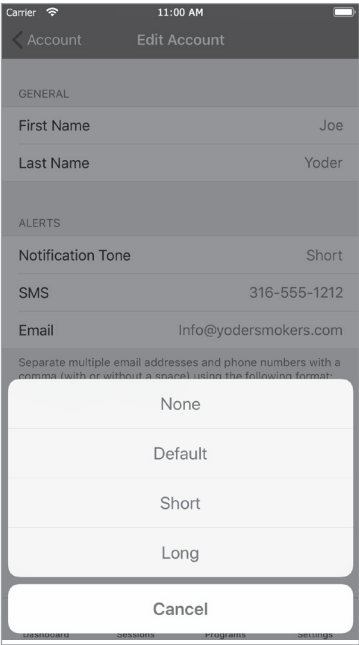 Carrier 11:00 AM
Account Edit Account
GENERAL
First Name Joe
Last Name Yoder
ALERTS
Notification Tone Short
SMS 316-555-1212
Email Info@yodersmokers.com
Separate multiple email addresses and phone numbers with a
comma (with or without a space) using the following format:
None
Default
Short
Long
Cancel
Dashboard Sessions Programs Settings